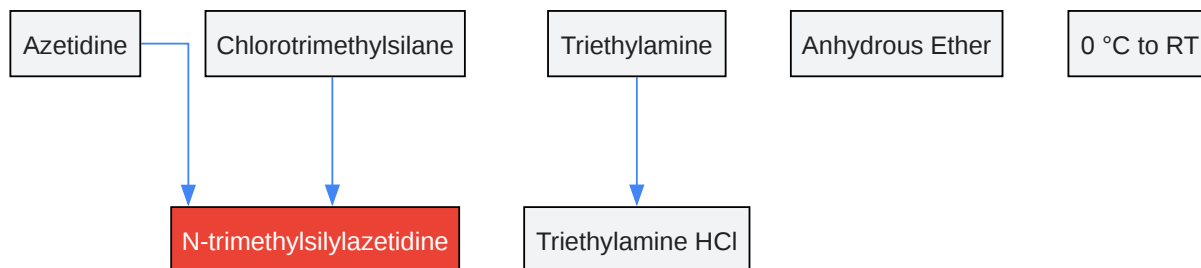 Azetidine
Chlorotrimethylsilane
Triethylamine
Anhydrous Ether
0 °C to RT
N-trimethylsilylazetidine
Triethylamine HCl